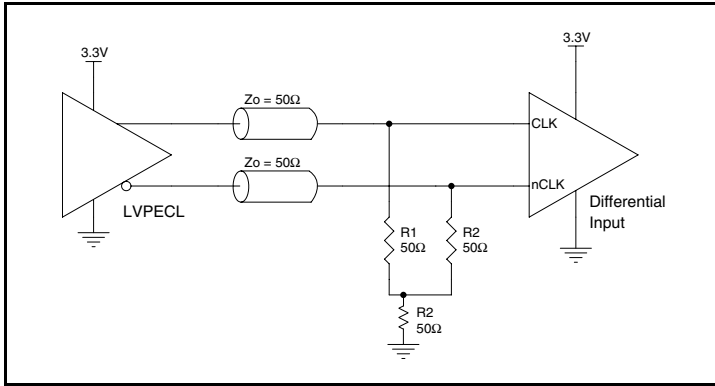 3.3V
3.3V
Zo = 50Ω
CLK
Zo = 50Ω
nCLK
LVPECL
Differential
Input
R1
50Ω
R2
50Ω
R2
50Ω